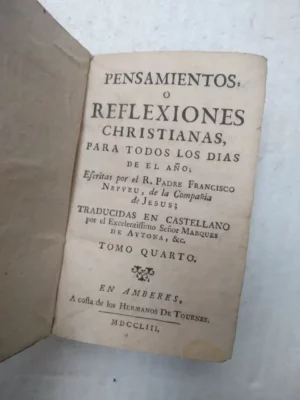 PENSAMIENTOS,
O
REFLEXIONES
CHRISTIANAS,
PARA TODOS LOS DIAS
DE EL AÑO;
Escritas por el R. PADRE FRANCISCO
NEPVEU, de la Compañia
de JESUS;
TRADUCIDAS EN CASTELLANO
por el Excelentissimo Señor MARQUES
DE AYTONA, &c.
TOMO QUARTO.
EN AMBERES,
A costa de los HERMANOS DE TOURNES.
MDCCLIII.